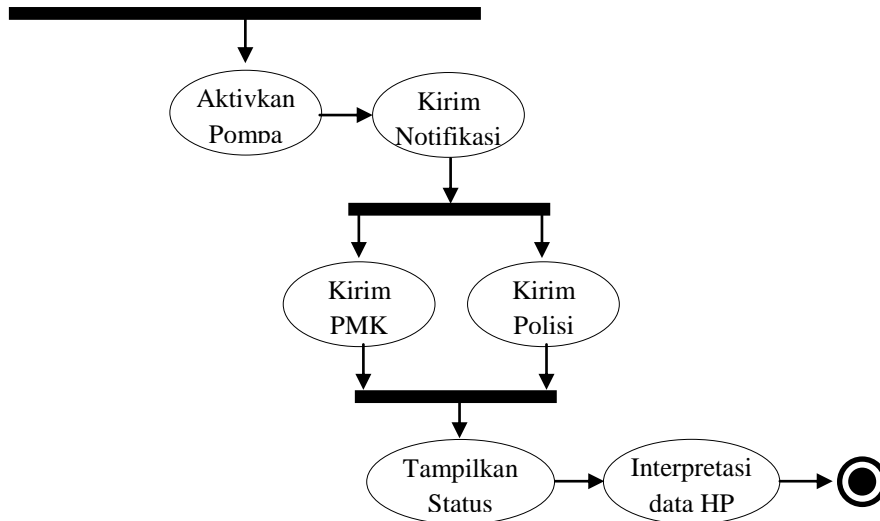 Aktivkan
Pompa
Kirim
Notifikasi
Kirim
PMK
Kirim
Polisi
Tampilkan
Status
Interpretasi
data HP